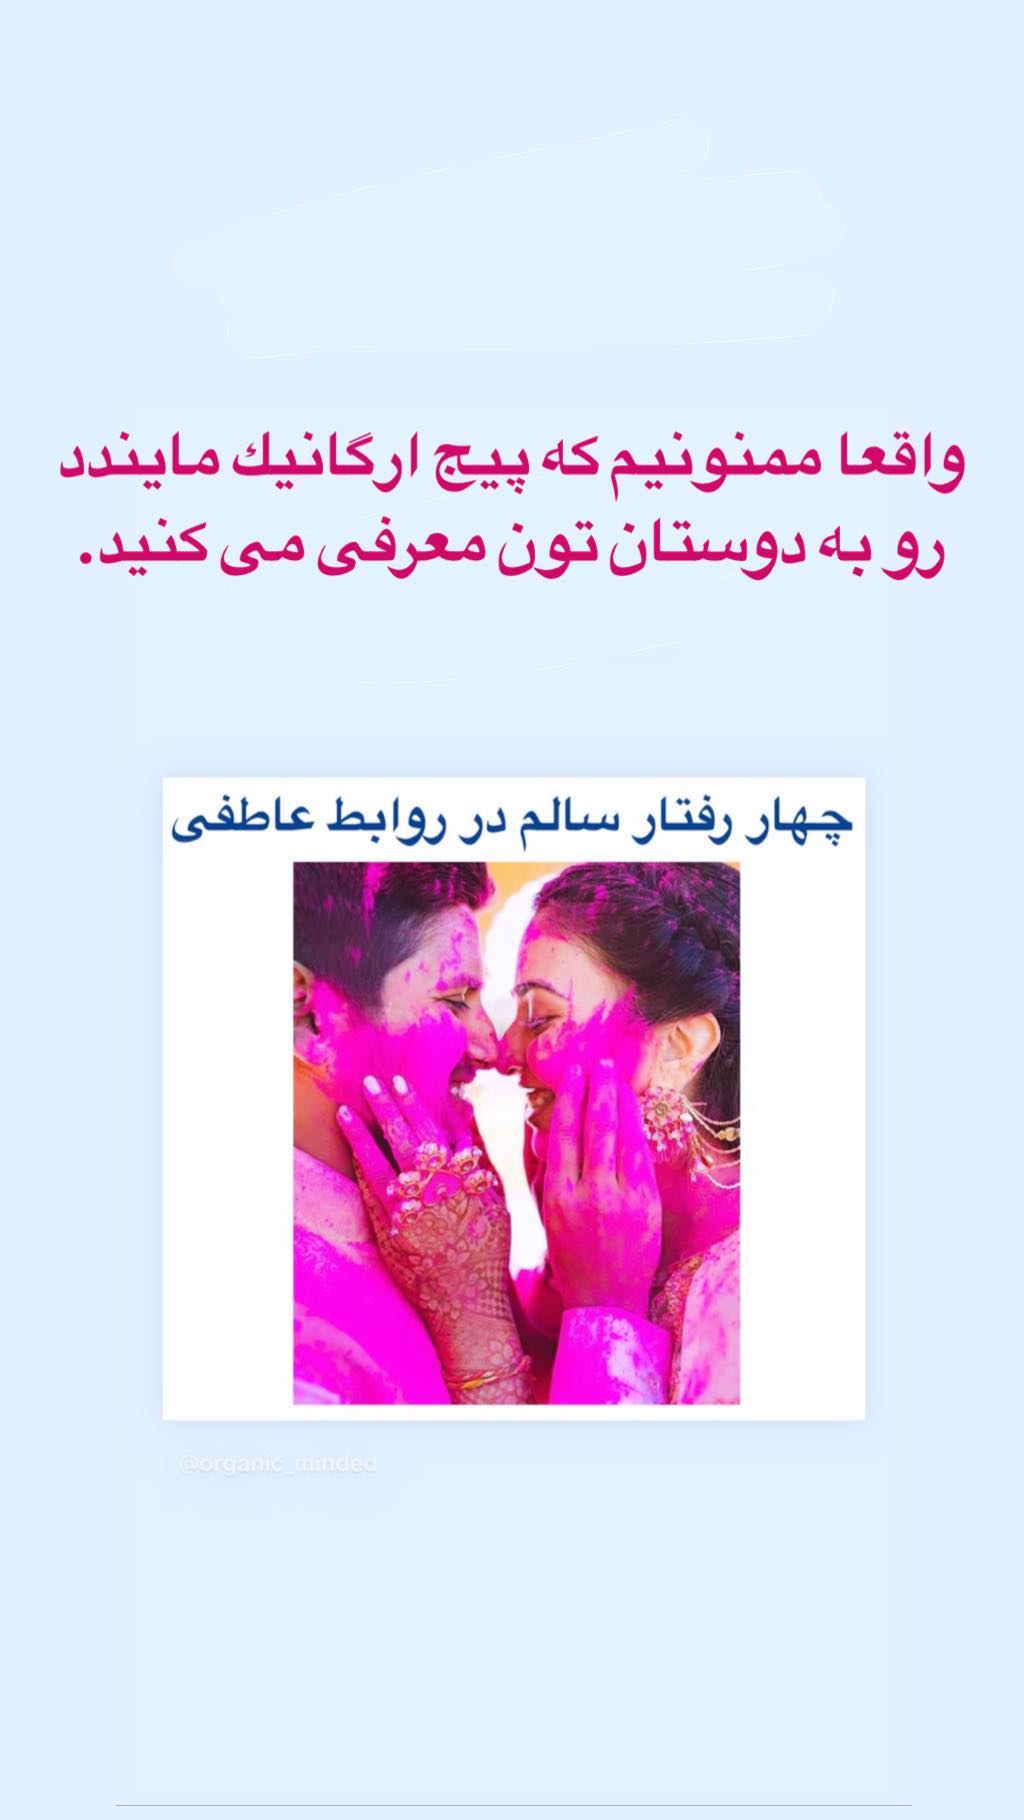 واقعا ممنونیم که پیج ارگانیك مایندد
رو به دوستان تون معرفی می کنید.
چهار رفتار سالم در روابط عاطفی
@organic_minded